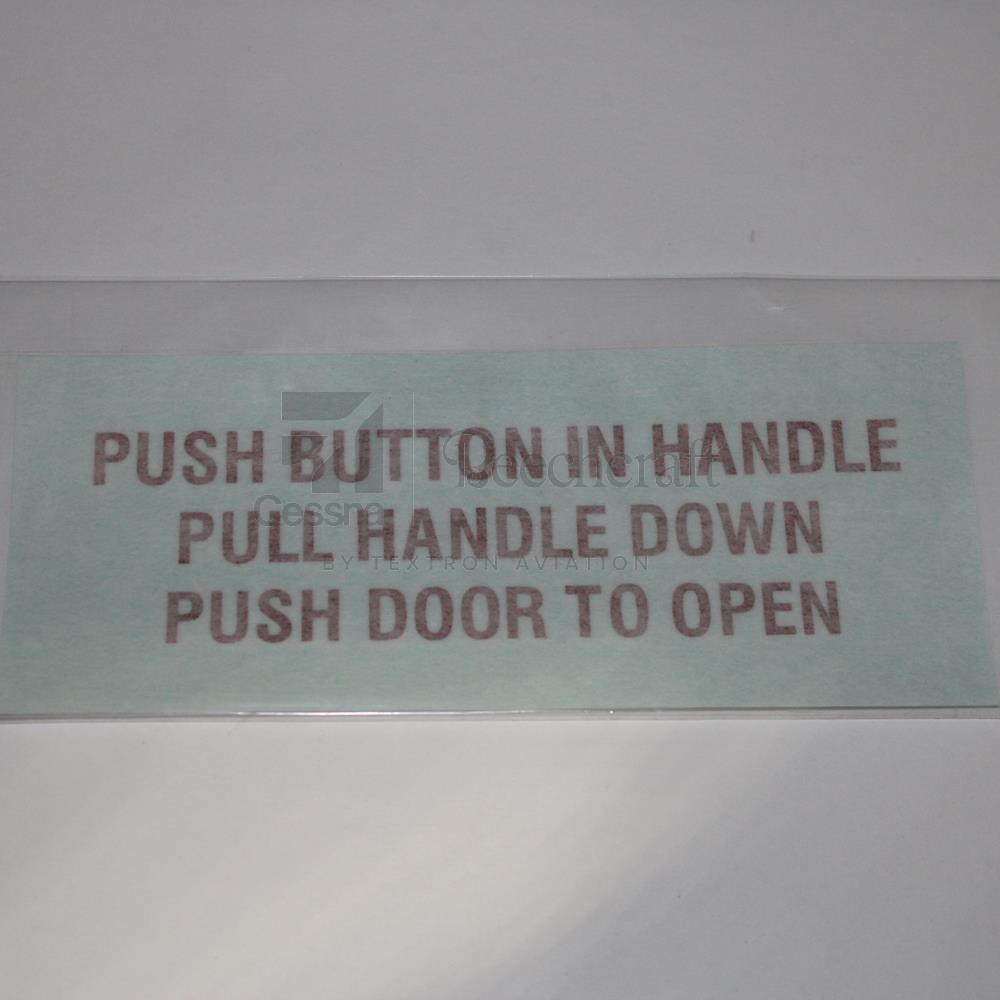 PUSH BUTTON IN HANDLE
PULL HANDLE DOWN
PUSH DOOR TO OPEN
Cessna
Beechcraft
BY TEXTRON AVIATION